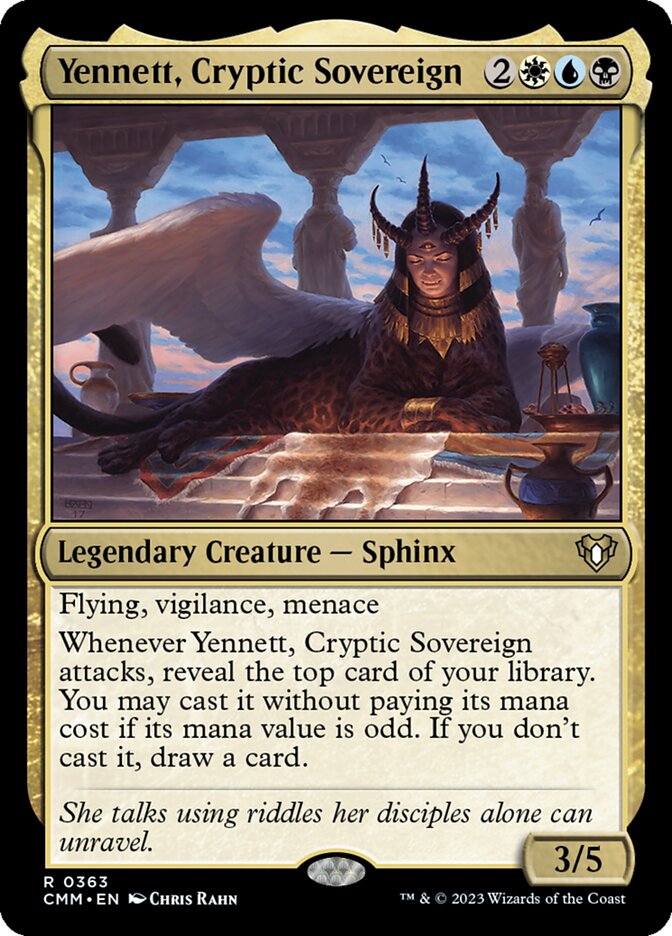 Yennett, Cryptic Sovereign 2
RAHN
17
Legendary Creature — Sphinx
Flying, vigilance, menace
Whenever Yennett, Cryptic Sovereign
attacks, reveal the top card of your library.
You may cast it without paying its mana
cost if its mana value is odd. If you don't
cast it, draw a card.
She talks using riddles her disciples alone can
unravel.
3/5
R 0363
CMM • EN Chris Rahn
™ & © 2023 Wizards of the Coast